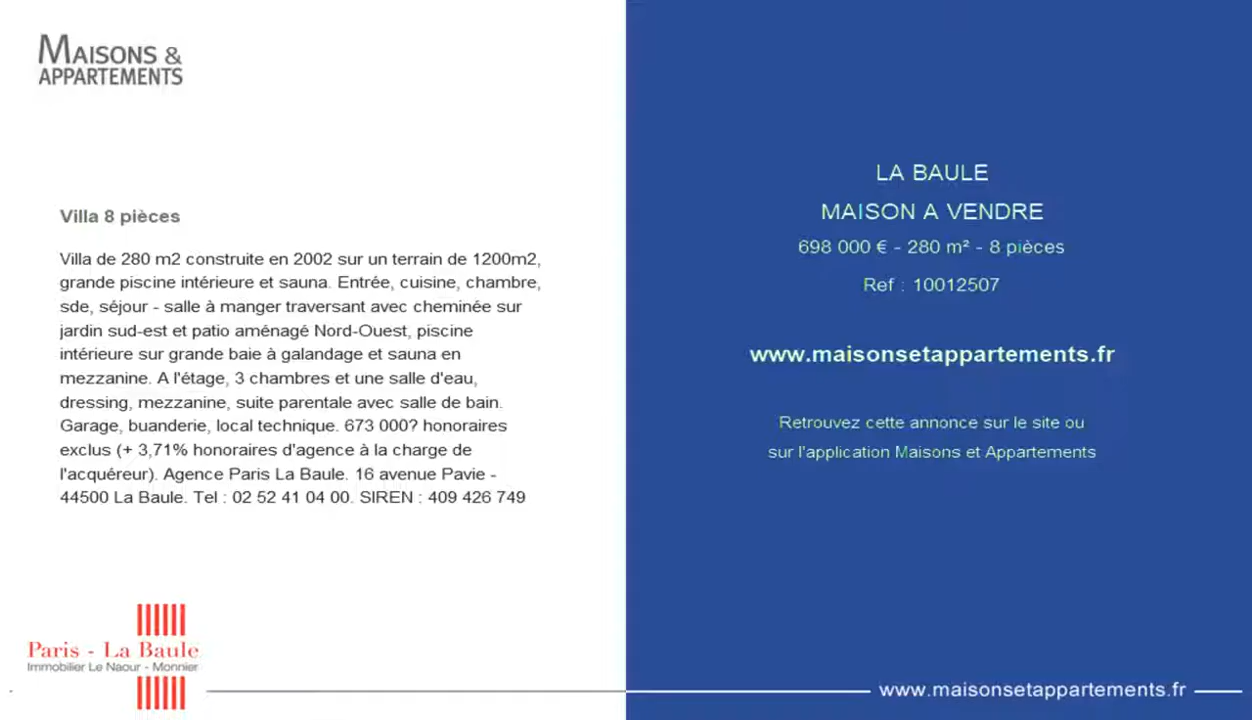 MAISONS &
APPARTEMENTS
Villa 8 pièces
Villa de 280 m2 construite en 2002 sur un terrain de 1200m2,
grande piscine intérieure et sauna. Entrée, cuisine, chambre,
sde, séjour - salle à manger traversant avec cheminée sur
jardin sud-est et patio aménagé Nord-Ouest, piscine
intérieure sur grande baie à galandage et sauna en
mezzanine. A l'étage, 3 chambres et une salle d'eau,
dressing, mezzanine, suite parentale avec salle de bain.
Garage, buanderie, local technique. 673 000? honoraires
exclus (+ 3,71% honoraires d'agence à la charge de
l'acquéreur). Agence Paris La Baule. 16 avenue Pavie -
44500 La Baule. Tel : 02 52 41 04 00. SIREN : 409 426 749
Paris - La Baule
Immobilier Le Naour - Monnier
LA BAULE
MAISON A VENDRE
698 000 € - 280 m² - 8 pièces
Ref : 10012507
www.maisonsetappartements.fr
Retrouvez cette annonce sur le site ou
sur l'application Maisons et Appartements
www.maisonsetappartements.fr